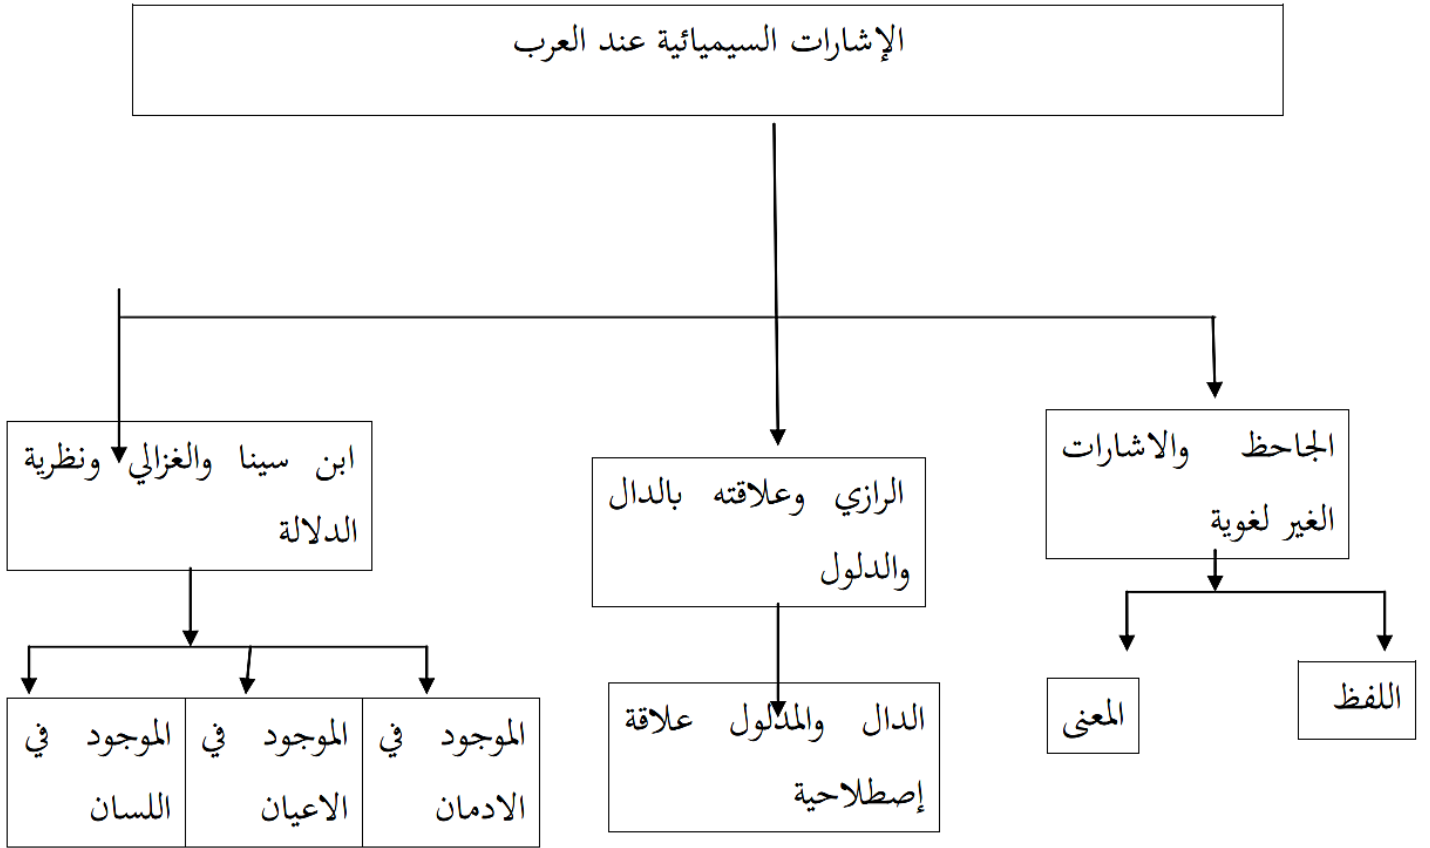 الإشارات السيميائية عند العرب
الجاحظ والاشارات
الغير لغوية
الرازي وعلاقته بالدال
والدلول
ابن سينا والغزالي ونظرية
الدلالة
اللفظ
المعنى
الدال والمدلول علاقة
إصطلاحية
الموجود في
الادمان
الموجود في
الاعيان
الموجود في
اللسان